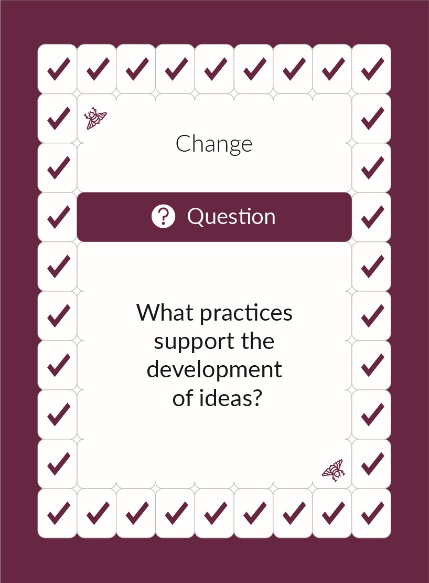 Change
? Question
What practices
support the
development
of ideas?